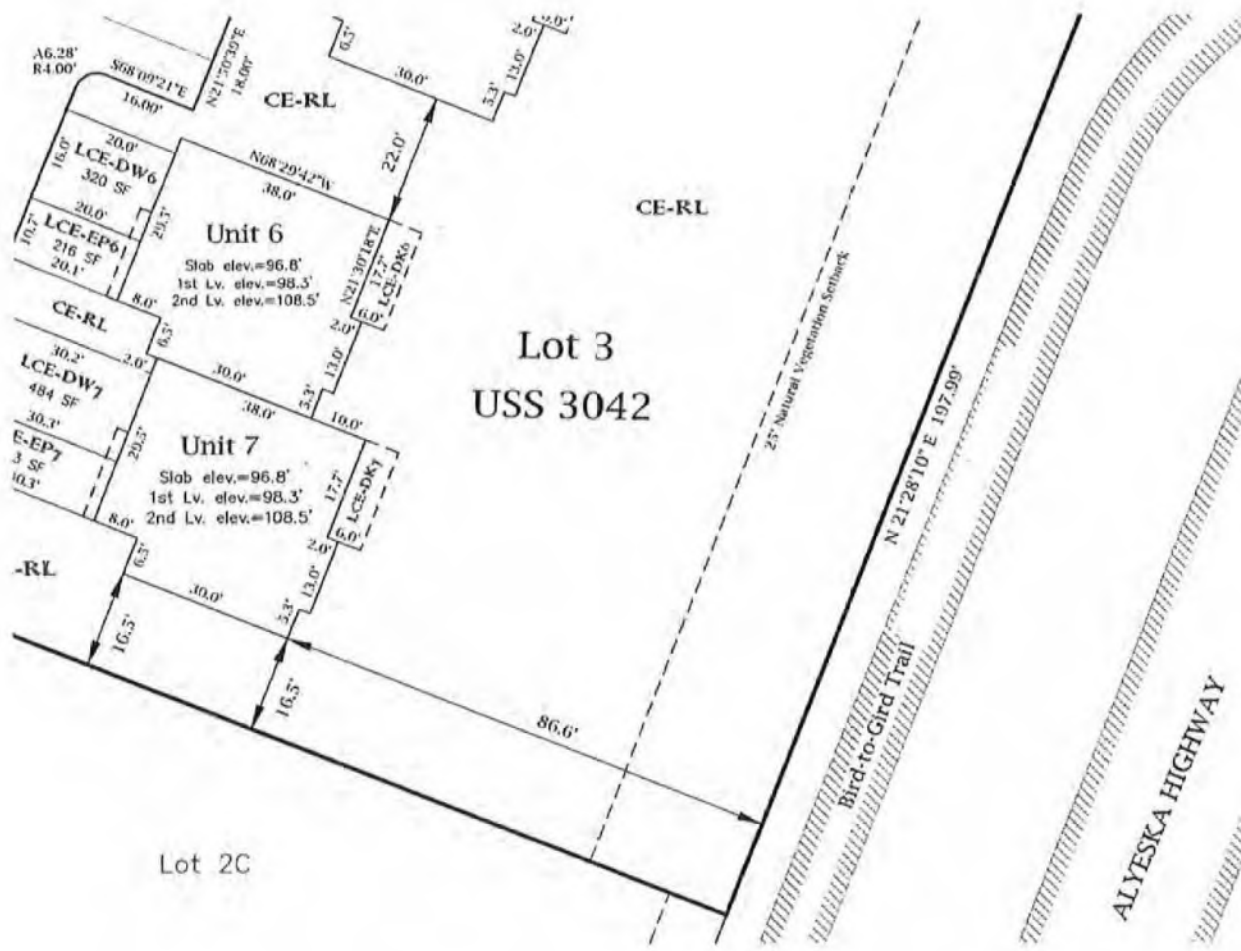 6.5'
2.0'
13.0'
5.3'
30.0'
A6.28'
R4.00'
S68°09'21"E
16.00'
N21°50'39"E
18.00'
CE-RL
22.0'
N68°29'42"W
38.0'
20.0'
LCE-DW6
320 SF
16.0'
20.0'
LCE-EP6
216 SF
10.7'
20.1'
29.5'
Unit 6
Slab elev.=96.8'
1st Lv. elev.=98.3'
2nd Lv. elev.=108.5'
N21°30'18"E
17.7'
LCE-DK6
6.0'
2.0'
13.0'
5.3'
8.0'
6.5'
CE-RL
CE-RL
Lot 3
USS 3042
25' Natural Vegetation Setback
N 21°28'10" E 197.99'
30.2'
2.0'
LCE-DW7
484 SF
30.3'
E-EP7
3 SF
29.5'
30.0'
38.0'
10.0'
Unit 7
Slab elev.=96.8'
1st Lv. elev.=98.3'
2nd Lv. elev.=108.5'
17.7'
LCE-DK7
6.0'
2.0'
13.0'
5.3'
8.0'
6.5'
30.0'
-RL
16.5'
16.5'
86.6'
Bird-to-Gird Trail
ALYESKA HIGHWAY
Lot 2C